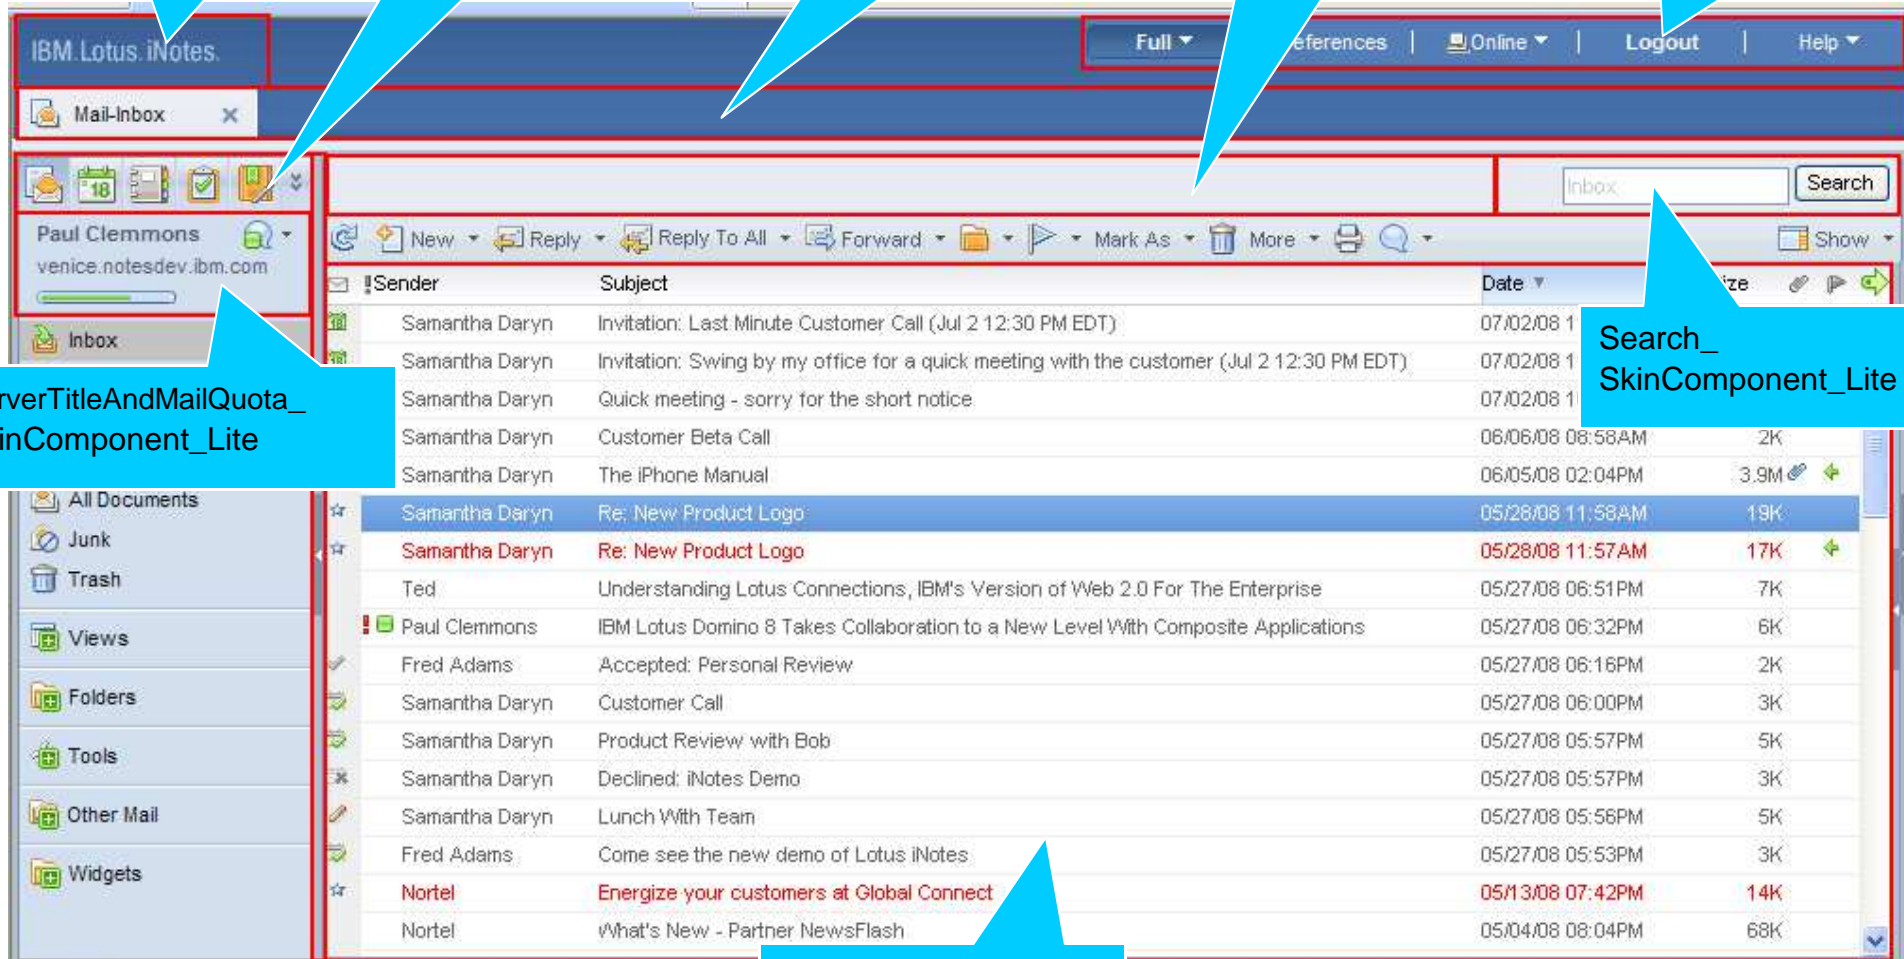 IBM.Lotus.iNotes.
Full eferences | Online | Logout | Help
Mail-Inbox
18
Inbox Search
Paul Clemmons
venice.notesdev.ibm.com
New Reply Reply To All Forward Mark As More Show
!Sender Subject Date ize
Inbox
Samantha Daryn Invitation: Last Minute Customer Call (Jul 2 12:30 PM EDT) 07/02/08 1
Samantha Daryn Invitation: Swing by my office for a quick meeting with the customer (Jul 2 12:30 PM EDT) 07/02/08 1
Samantha Daryn Quick meeting - sorry for the short notice 07/02/08 1
Search_
SkinComponent_Lite
rverTitleAndMailQuota_
inComponent_Lite
Samantha Daryn Customer Beta Call 06/06/08 08:58AM 2K
Samantha Daryn The iPhone Manual 06/05/08 02:04PM 3.9M
All Documents
Junk
Trash
Views
Folders
Tools
Other Mail
Widgets
Samantha Daryn Re: New Product Logo 05/28/08 11:58AM 19K
Samantha Daryn Re: New Product Logo 05/28/08 11:57AM 17K
Ted Understanding Lotus Connections, IBM's Version of Web 2.0 For The Enterprise 05/27/08 06:51PM 7K
! Paul Clemmons IBM Lotus Domino 8 Takes Collaboration to a New Level With Composite Applications 05/27/08 06:32PM 6K
Fred Adams Accepted: Personal Review 05/27/08 06:16PM 2K
Samantha Daryn Customer Call 05/27/08 06:00PM 3K
Samantha Daryn Product Review with Bob 05/27/08 05:57PM 5K
Samantha Daryn Declined: iNotes Demo 05/27/08 05:57PM 3K
Samantha Daryn Lunch With Team 05/27/08 05:56PM 5K
Fred Adams Come see the new demo of Lotus iNotes 05/27/08 05:53PM 3K
Nortel Energize your customers at Global Connect 05/13/08 07:42PM 14K
Nortel What's New - Partner NewsFlash 05/04/08 08:04PM 68K